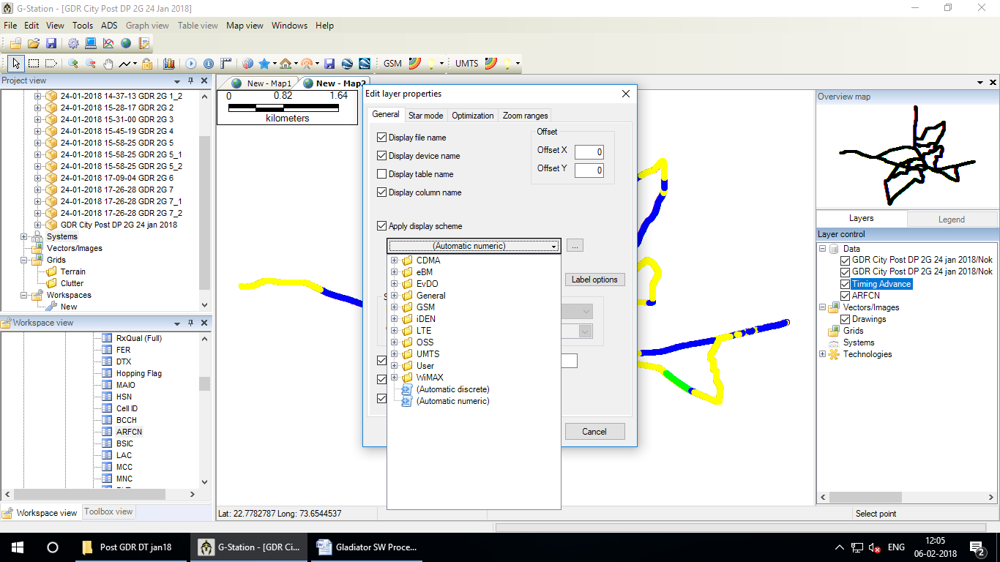 G-Station - [GDR City Post DP 2G 24 Jan 2018]
File Edit View Tools ADS Graph view Table view Map view Windows Help
GSM UMTS
Project view
24-01-2018 14-37-13 GDR 2G 1_2
24-01-2018 15-28-17 GDR 2G 2
24-01-2018 15-31-00 GDR 2G 3
24-01-2018 15-45-19 GDR 2G 4
24-01-2018 15-58-25 GDR 2G 5
24-01-2018 15-58-25 GDR 2G 5_1
24-01-2018 15-58-25 GDR 2G 5_2
24-01-2018 17-09-04 GDR 2G 6
24-01-2018 17-26-28 GDR 2G 7
24-01-2018 17-26-28 GDR 2G 7_1
24-01-2018 17-26-28 GDR 2G 7_2
GDR City Post DP 2G 24 jan 2018
Systems
Vectors/Images
Grids
Terrain
Clutter
Workspaces
New
Workspace view
RxQual (Full)
FER
DTX
Hopping Flag
MAIO
HSN
Cell ID
BCCH
ARFCN
BSIC
LAC
MCC
MNC
Workspace view Toolbox view
New - Map1 New - Map2
0 0.82 1.64
kilometers
Edit layer properties
General Star mode Optimization Zoom ranges
Display file name
Display device name
Display table name
Display column name
Offset
Offset X 0
Offset Y 0
Apply display scheme
(Automatic numeric) ...
CDMA
eBM
EvDO
General
GSM
iDEN
LTE
OSS
UMTS
User
WiMAX
(Automatic discrete)
(Automatic numeric)
Label options
Cancel
Overview map
Layers Legend
Layer control
Data
GDR City Post DP 2G 24 jan 2018/Nok
GDR City Post DP 2G 24 jan 2018/Nok
Timing Advance
ARFCN
Vectors/Images
Drawings
Grids
Systems
Technologies
Lat: 22.7782787 Long: 73.6544537
Select point
Post GDR DT jan18
G-Station - [GDR Ci...
Gladiator SW Proce...
ENG
12:05
06-02-2018
2